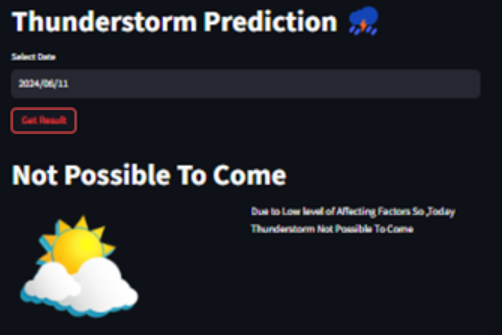 Thunderstorm Prediction
Select Date
2024/06/11
Get Result
Not Possible To Come
Due to Low level of Affecting Factors So ,Today
Thunderstorm Not Possible To Come